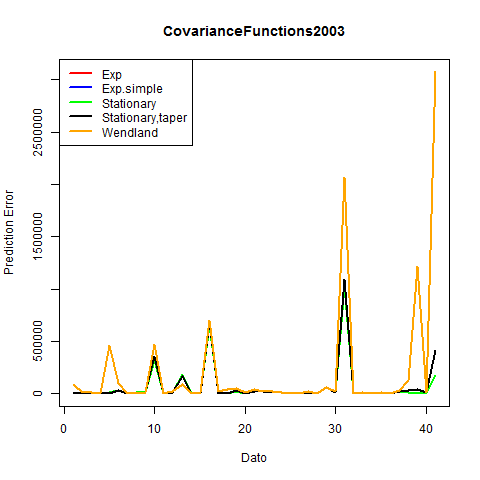 CovarianceFunctions2003
Exp
Exp.simple
Stationary
Stationary,taper
Wendland
Prediction Error
0
500000
1500000
2500000
0
10
20
30
40
Dato